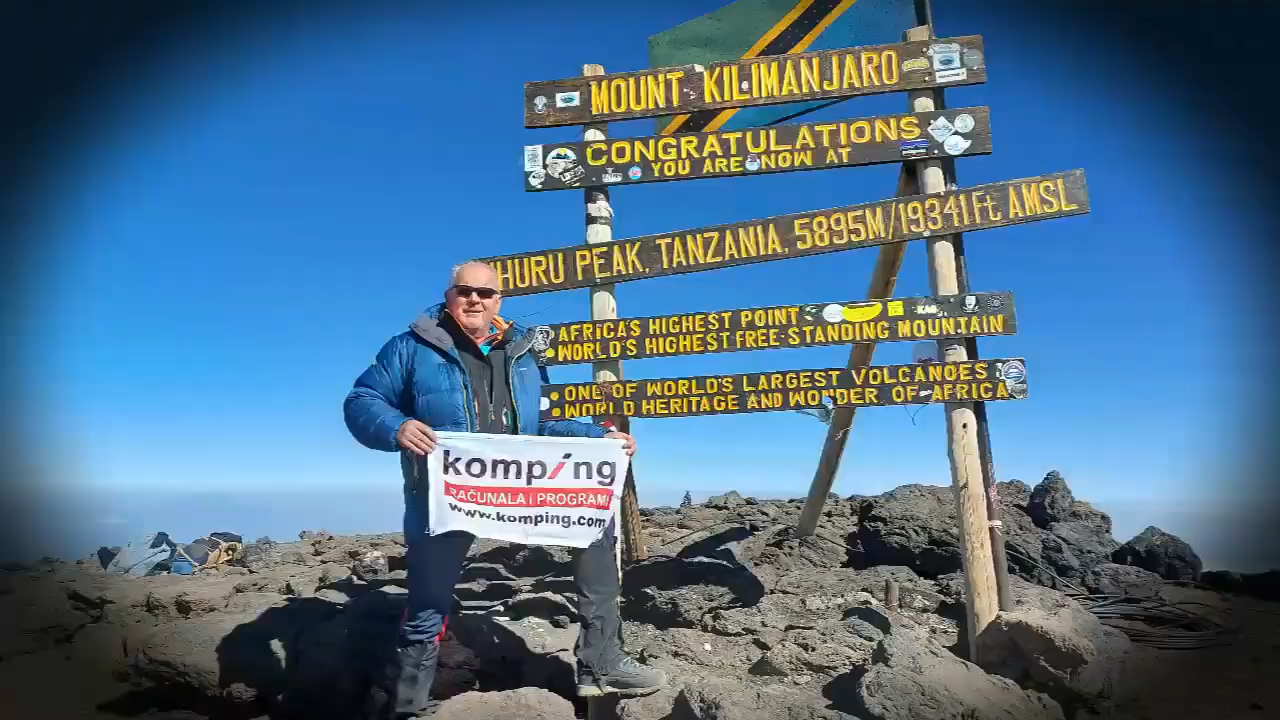 MOUNT KILIMANJARO
CONGRATULATIONS
YOU ARE NOW AT
HURU PEAK, TANZANIA, 5895M/19341Ft AMSL
AFRICA'S HIGHEST POINT
WORLD'S HIGHEST FREE-STANDING MOUNTAIN
ONE OF WORLD'S LARGEST VOLCANOES
WORLD HERITAGE AND WONDER OF AFRICA
komping
RAČUNALA i PROGRAMI
www.komping.com